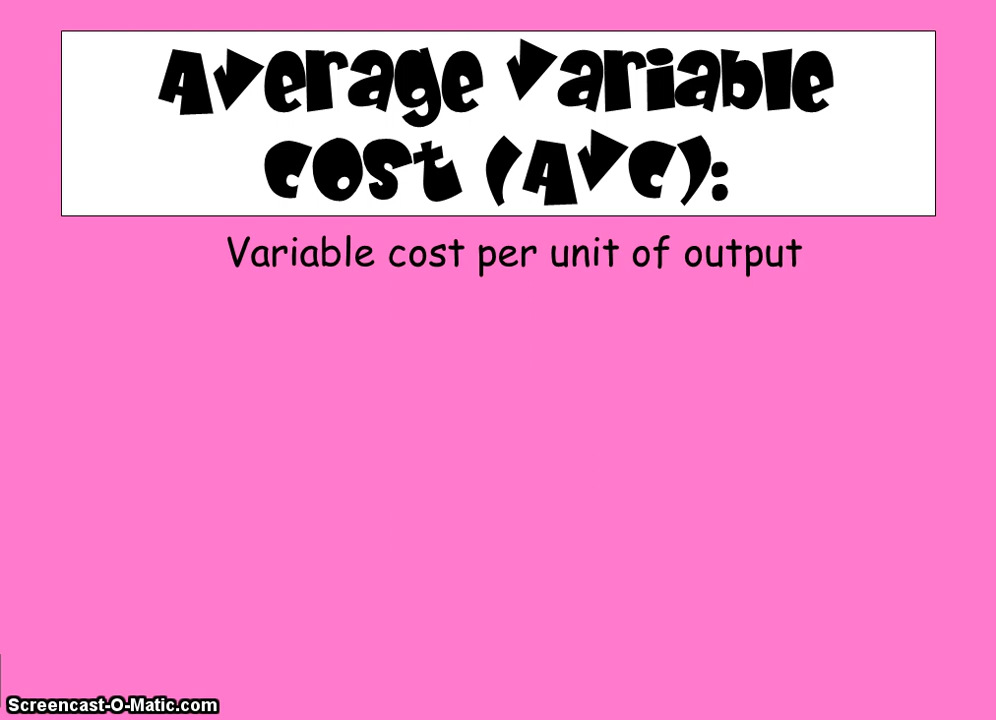 Average Variable
Cost (AVC):
Variable cost per unit of output
Screencast-O-Matic.com